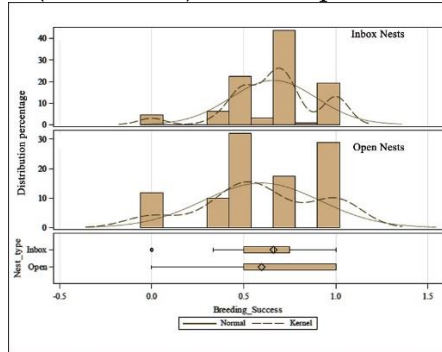 Inbox Nests
40
30
20
10
0
Distribution percentage
Open Nests
30
20
10
0
Nest_type
Inbox
Open
-0.5 0.0 0.5 1.0 1.5
Breeding_Success
Normal Kernel